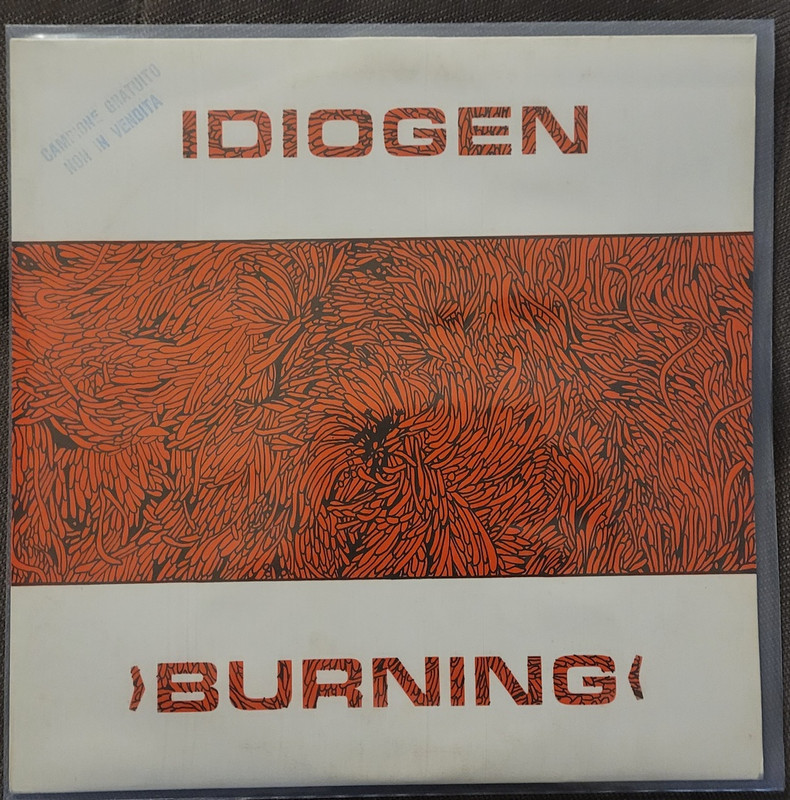 CAMPIONE GRATUITO
NON IN VENDITA
IDIOGEN
⟩BURNING⟨